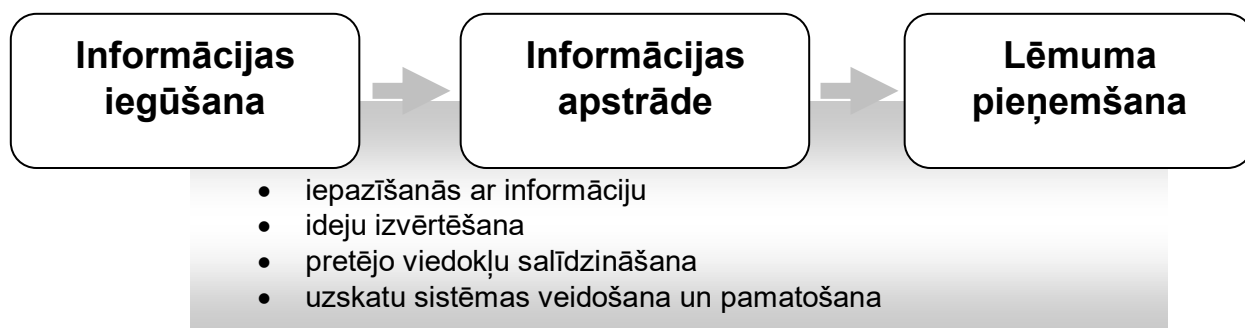 Informācijas
iegūšana
Informācijas
apstrāde
Lēmuma
pieņemšana
• iepazīšanās ar informāciju
• ideju izvērtēšana
• pretējo viedokļu salīdzināšana
• uzskatu sistēmas veidošana un pamatošana